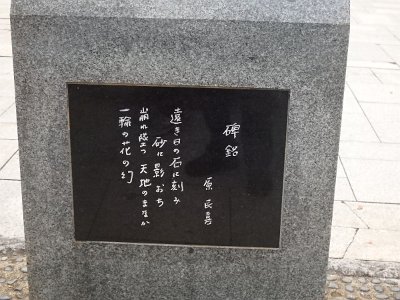 碑銘
原民喜
遠き日の石に刻み
砂に影おち
崩れ墜つ 天地のまなか
一輪の花の幻